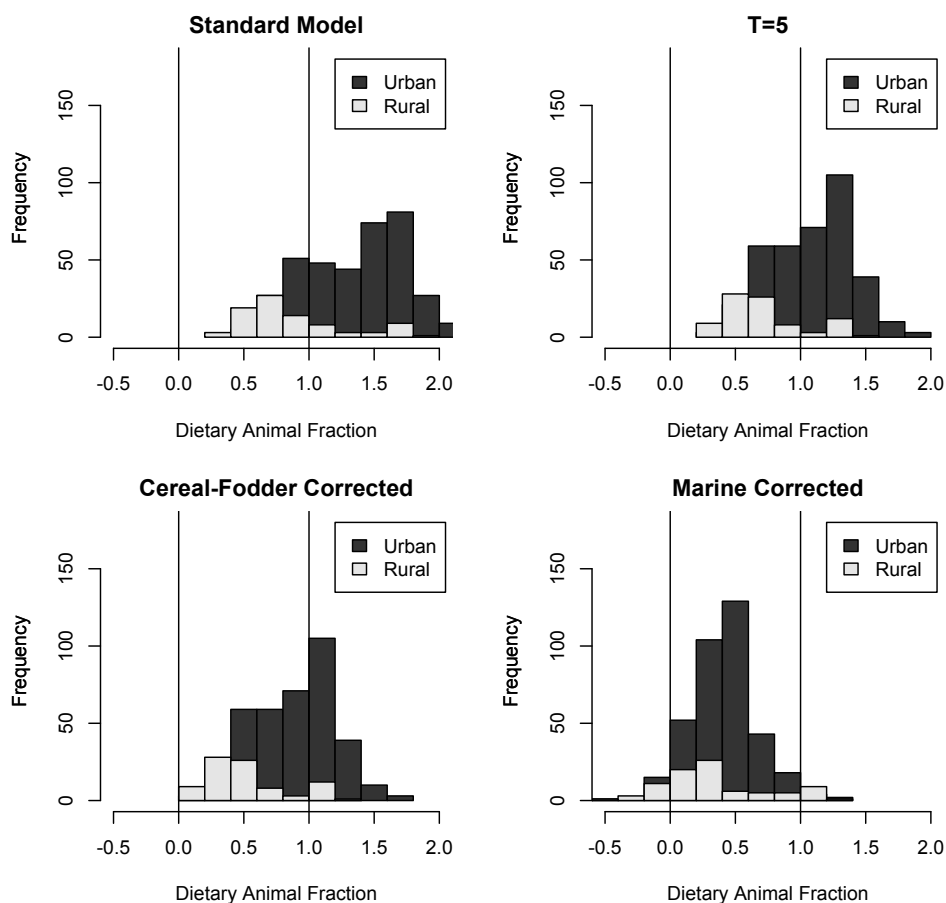 Standard Model
Urban
Rural
Frequency
150
100
50
0
-0.5 0.0 0.5 1.0 1.5 2.0
Dietary Animal Fraction
T=5
Urban
Rural
Frequency
150
100
50
0
-0.5 0.0 0.5 1.0 1.5 2.0
Dietary Animal Fraction
Cereal-Fodder Corrected
Urban
Rural
Frequency
150
100
50
0
-0.5 0.0 0.5 1.0 1.5 2.0
Dietary Animal Fraction
Marine Corrected
Urban
Rural
Frequency
150
100
50
0
-0.5 0.0 0.5 1.0 1.5 2.0
Dietary Animal Fraction